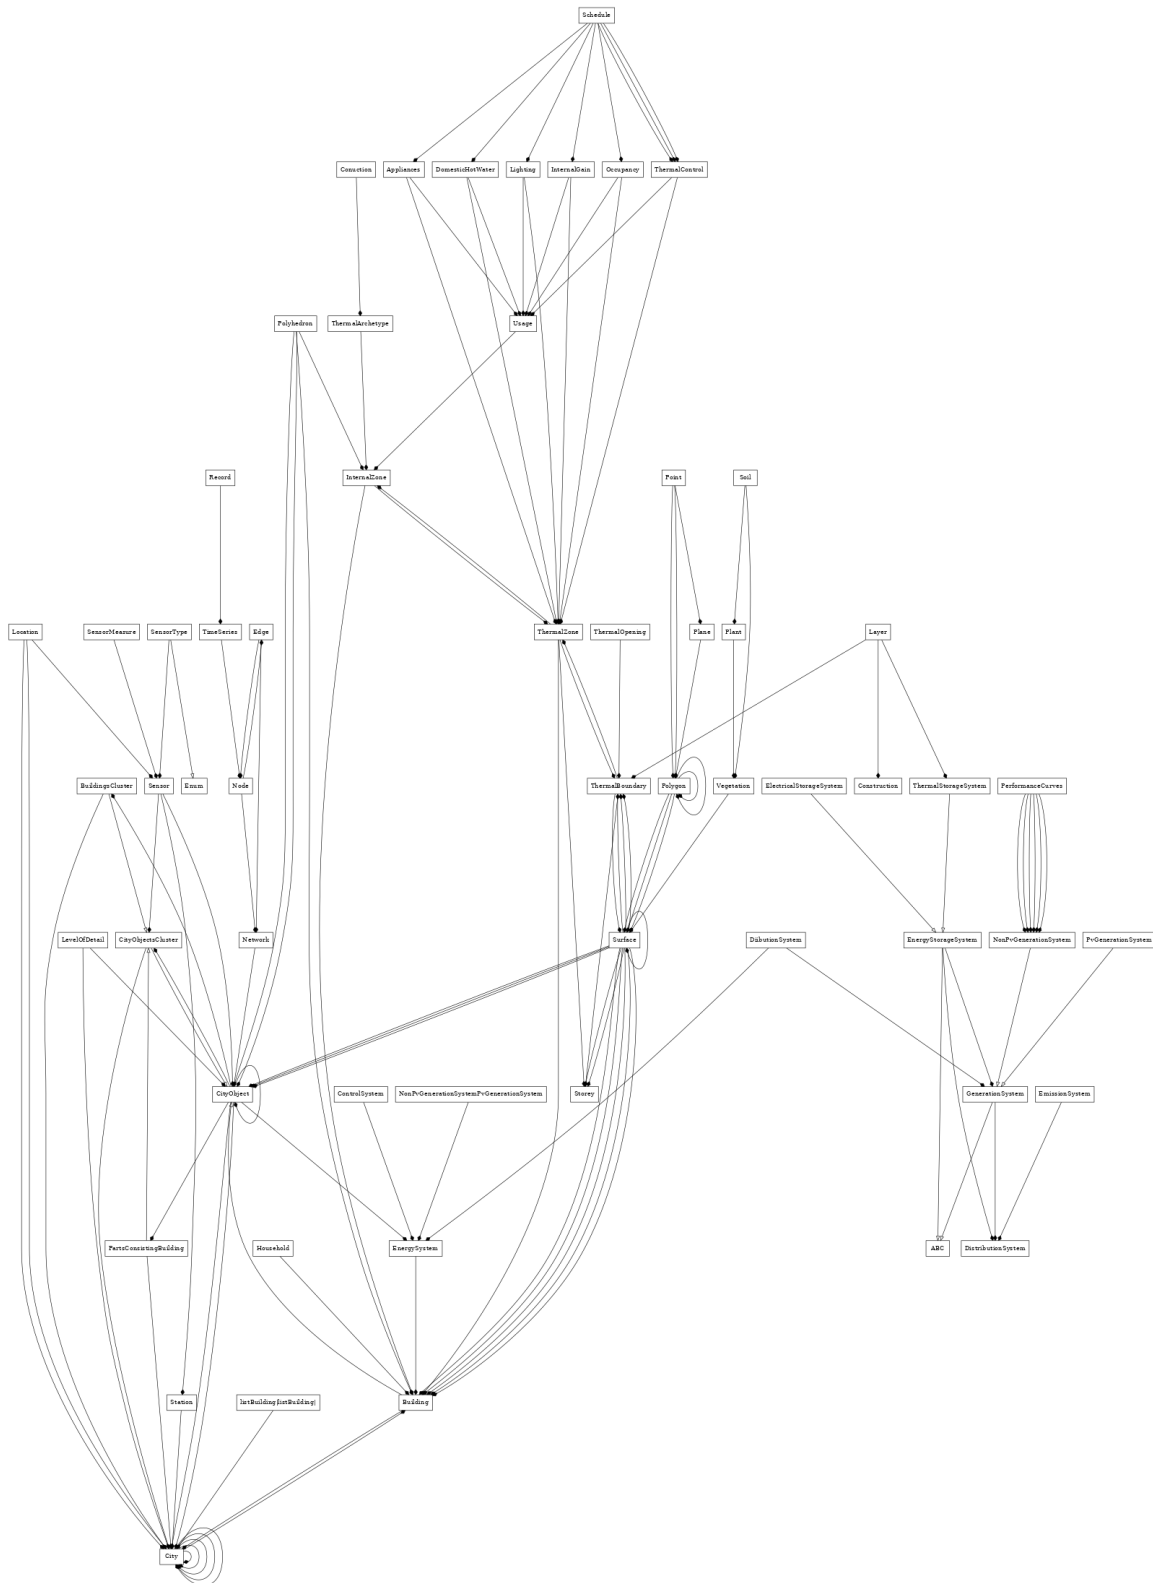 Schedule
Conuction
Appliances
DomesticHotWater
Lighting
InternalGain
Occupancy
ThermalControl
Polyhedron
ThermalArchetype
Usage
Record
InternalZone
Point
Soil
Location
SensorMeasure
SensorType
TimeSeries
Edge
ThermalZone
ThermalOpening
Plane
Plant
Layer
BuildingsCluster
Sensor
Enum
Node
ThermalBoundary
Polygon
Vegetation
ElectricalStorageSystem
Construction
ThermalStorageSystem
PerformanceCurves
LevelOfDetail
CityObjectsCluster
Network
Surface
DiibutionSystem
EnergyStorageSystem
NonPvGenerationSystem
PvGenerationSystem
CityObject
ControlSystem
NonPvGenerationSystemPvGenerationSystem
Storey
GenerationSystem
EmissionSystem
PartsConsistingBuilding
Household
EnergySystem
ABC
DistributionSystem
Station
listBuilding|listBuilding|
Building
City